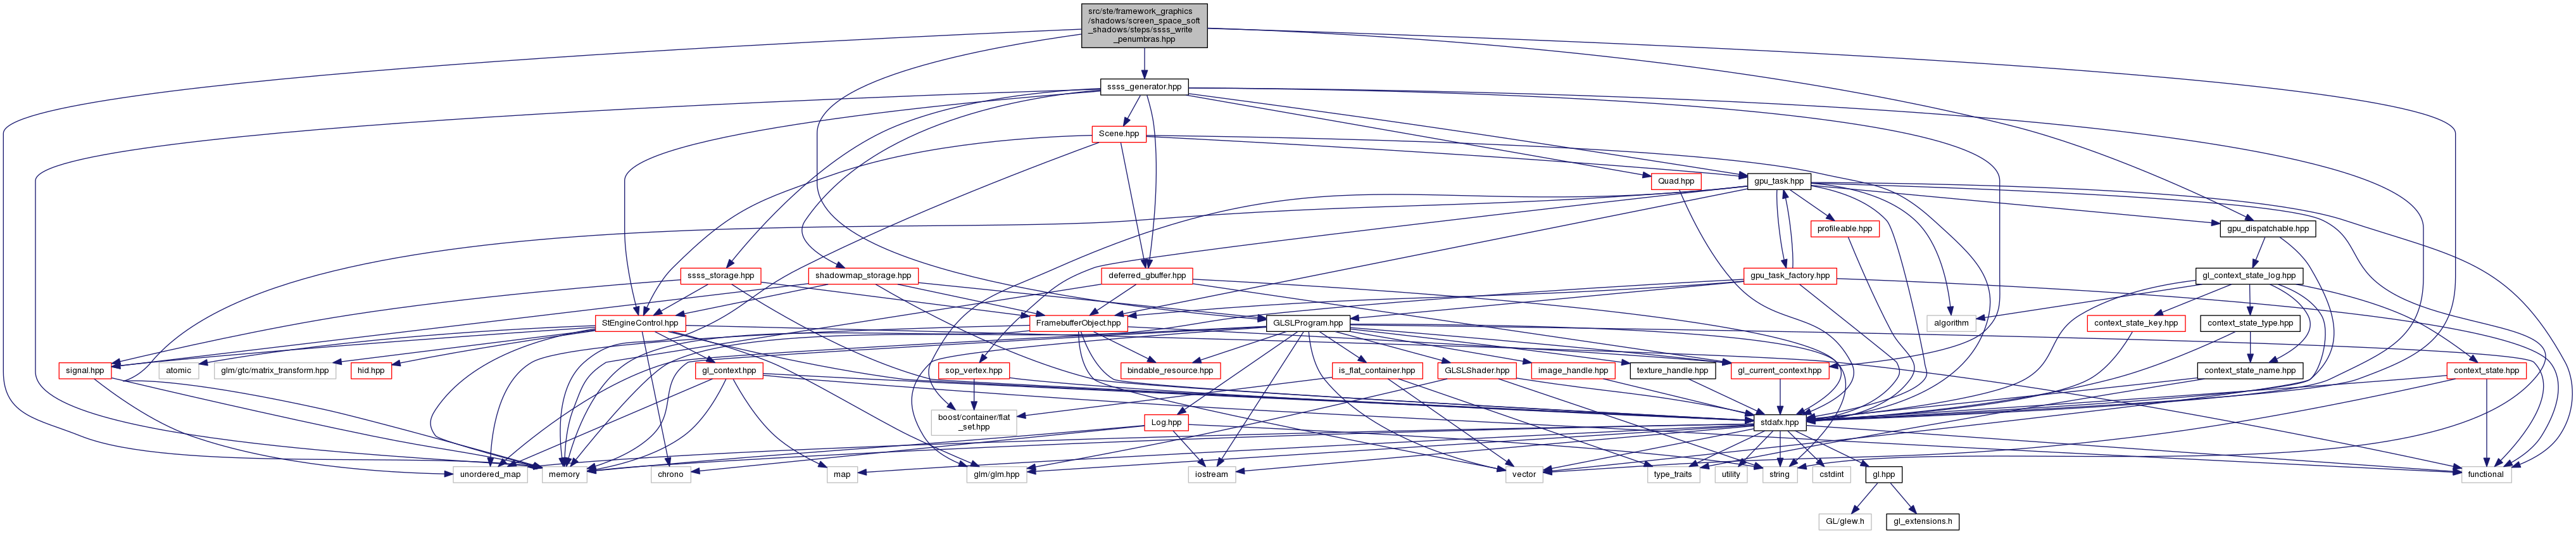 src/ste/framework_graphics
/shadows/screen_space_soft
_shadows/steps/ssss_write
_penumbras.hpp
ssss_generator.hpp
Scene.hpp
Quad.hpp
gpu_task.hpp
profileable.hpp
gpu_dispatchable.hpp
ssss_storage.hpp
shadowmap_storage.hpp
deferred_gbuffer.hpp
gpu_task_factory.hpp
gl_context_state_log.hpp
StEngineControl.hpp
FramebufferObject.hpp
GLSLProgram.hpp
algorithm
context_state_key.hpp
context_state_type.hpp
signal.hpp
atomic
glm/gtc/matrix_transform.hpp
hid.hpp
gl_context.hpp
sop_vertex.hpp
bindable_resource.hpp
is_flat_container.hpp
GLSLShader.hpp
image_handle.hpp
texture_handle.hpp
gl_current_context.hpp
context_state_name.hpp
context_state.hpp
boost/container/flat
_set.hpp
Log.hpp
stdafx.hpp
unordered_map
memory
chrono
map
glm/glm.hpp
iostream
vector
type_traits
utility
string
cstdint
gl.hpp
functional
GL/glew.h
gl_extensions.h